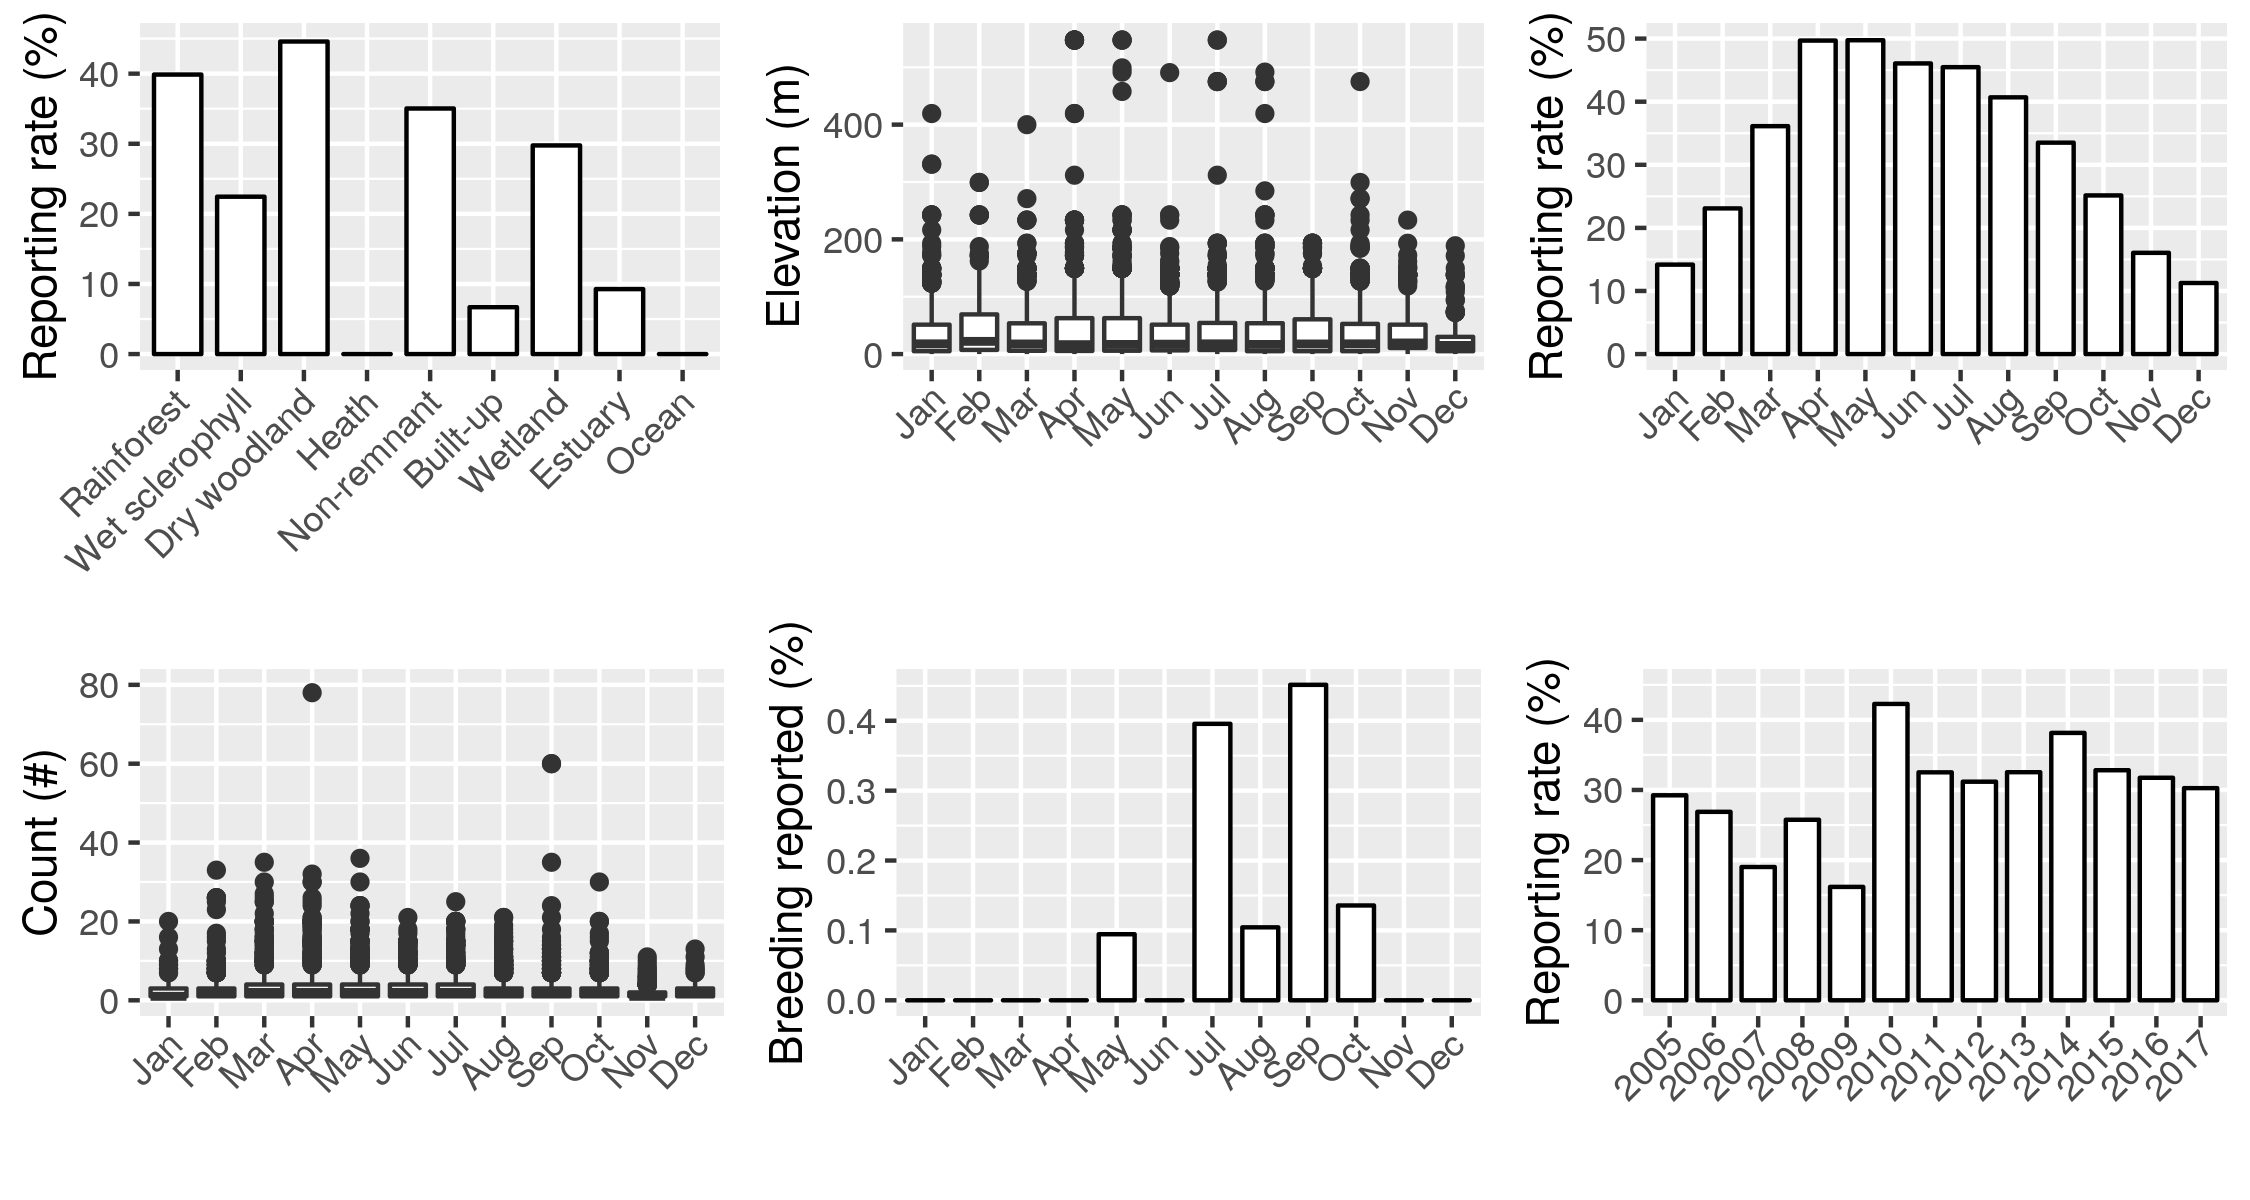 Reporting rate (%)
40
30
20
10
0
Rainforest
Wet sclerophyll
Dry woodland
Heath
Non-remnant
Built-up
Wetland
Estuary
Ocean
Elevation (m)
400
200
0
Jan
Feb
Mar
Apr
May
Jun
Jul
Aug
Sep
Oct
Nov
Dec
Reporting rate (%)
50
40
30
20
10
0
Jan
Feb
Mar
Apr
May
Jun
Jul
Aug
Sep
Oct
Nov
Dec
Count (#)
80
60
40
20
0
Jan
Feb
Mar
Apr
May
Jun
Jul
Aug
Sep
Oct
Nov
Dec
Breeding reported (%)
0.4
0.3
0.2
0.1
0.0
Jan
Feb
Mar
Apr
May
Jun
Jul
Aug
Sep
Oct
Nov
Dec
Reporting rate (%)
40
30
20
10
0
2005
2006
2007
2008
2009
2010
2011
2012
2013
2014
2015
2016
2017